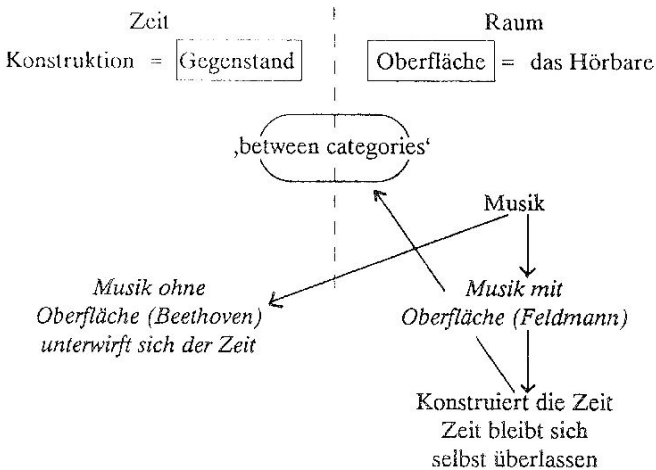 Zeit
Raum
Konstruktion = Gegenstand
Oberfläche = das Hörbare
‚between categories‘
Musik
Musik ohne
Oberfläche (Beethoven)
unterwirft sich der Zeit
Musik mit
Oberfläche (Feldmann)
Konstruiert die Zeit
Zeit bleibt sich
selbst überlassen